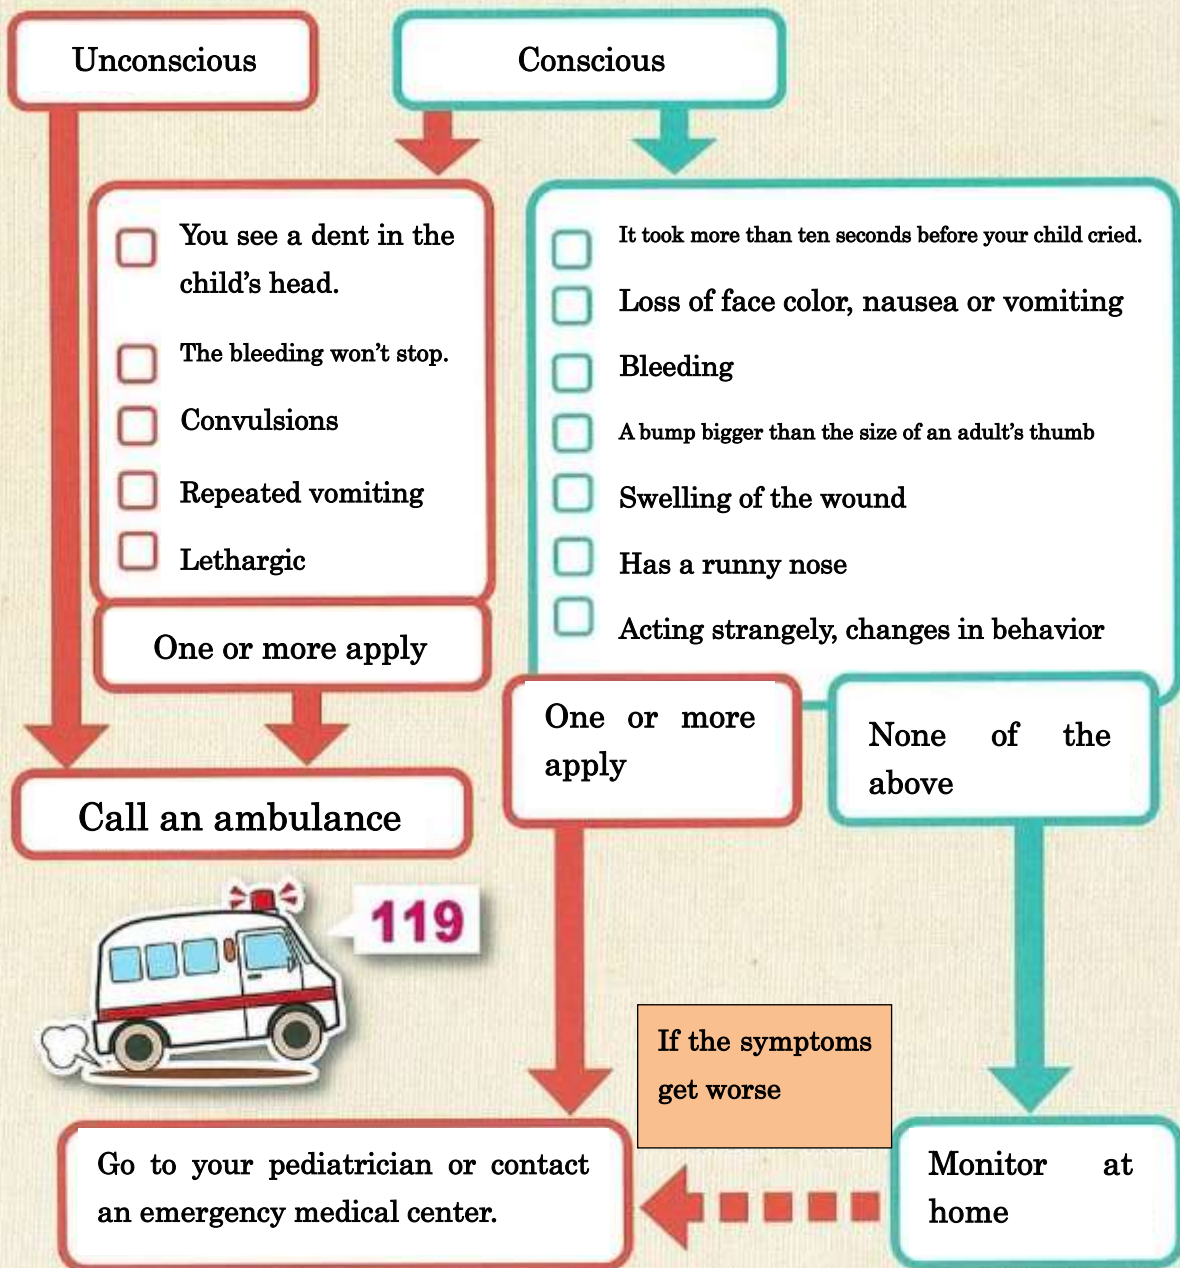 Unconscious
Conscious
You see a dent in the
child's head.
The bleeding won't stop.
Convulsions
Repeated vomiting
Lethargic
One or more apply
Call an ambulance
119
It took more than ten seconds before your child cried.
Loss of face color, nausea or vomiting
Bleeding
A bump bigger than the size of an adult's thumb
Swelling of the wound
Has a runny nose
Acting strangely, changes in behavior
One or more
apply
None of the
above
If the symptoms
get worse
Go to your pediatrician or contact
an emergency medical center.
Monitor at
home